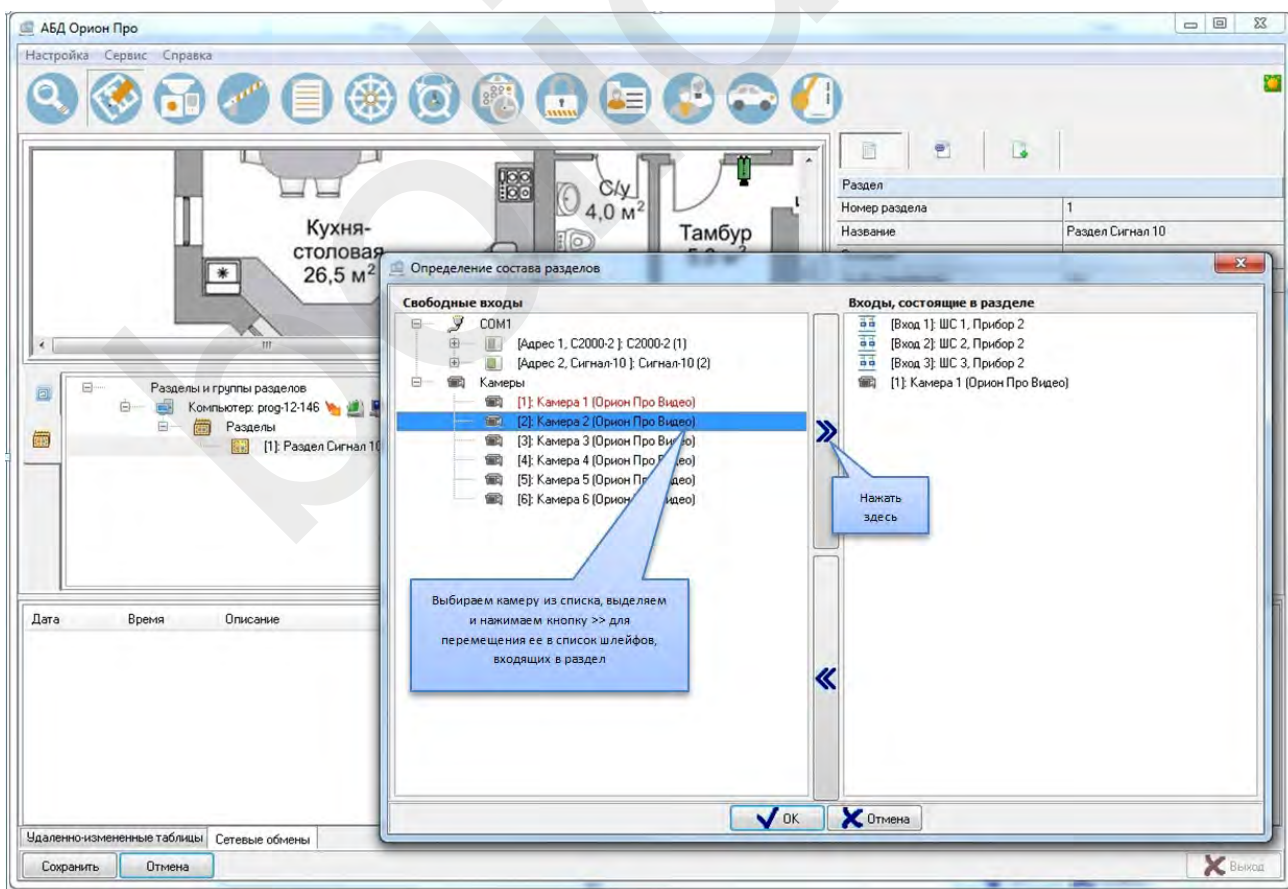 АБД Орион Про
Настройка Сервис Справка
Раздел
Номер раздела 1
Название Раздел Сигнал 10
Кухня-
столовая
26,5 м²
С/у
4,0 м²
Тамбур
Разделы и группы разделов
Компьютер: prog-12-146
Разделы
[1]: Раздел Сигнал 10
Определение состава разделов
Свободные входы
COM1
[Адрес 1, С2000-2 ]: С2000-2 (1)
[Адрес 2, Сигнал-10 ]: Сигнал-10 (2)
Камеры
[1]: Камера 1 (Орион Про Видео)
[2]: Камера 2 (Орион Про Видео)
[3]: Камера 3 (Орион Про Видео)
[4]: Камера 4 (Орион Про Видео)
[5]: Камера 5 (Орион Про Видео)
[6]: Камера 6 (Орион Видео)
Входы, состоящие в разделе
[Вход 1]: ШС 1, Прибор 2
[Вход 2]: ШС 2, Прибор 2
[Вход 3]: ШС 3, Прибор 2
[1]: Камера 1 (Орион Про Видео)
Нажать
здесь
Выбираем камеру из списка, выделяем
и нажимаем кнопку >> для
перемещения ее в список шлейфов,
входящих в раздел
OK Отмена
Дата Время Описание
Удаленно-измененные таблицы Сетевые обмены
Сохранить Отмена Выход